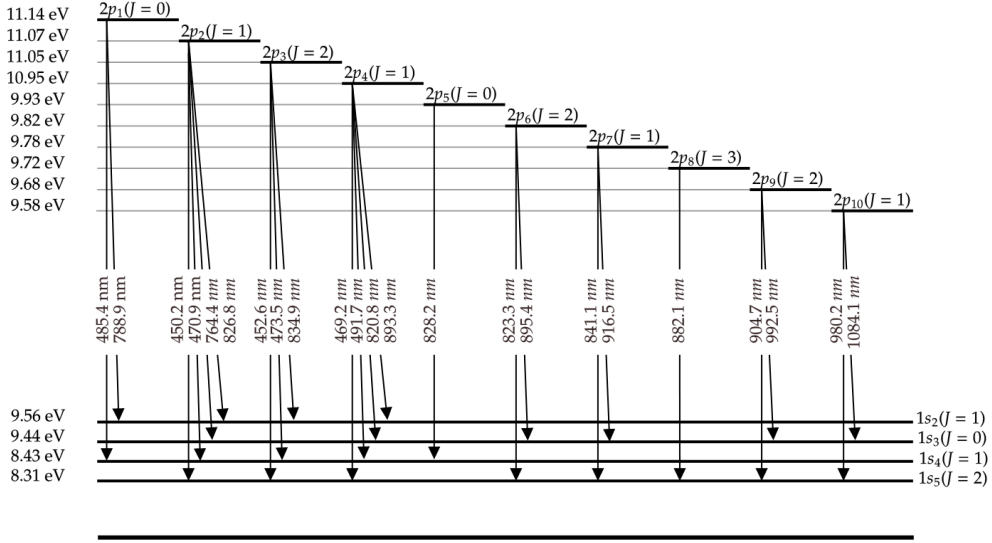 11.14 eV
2p₁(J = 0)
11.07 eV
2p₂(J = 1)
11.05 eV
2p₃(J = 2)
10.95 eV
2p₄(J = 1)
9.93 eV
2p₅(J = 0)
9.82 eV
2p₆(J = 2)
9.78 eV
2p₇(J = 1)
9.72 eV
2p₈(J = 3)
9.68 eV
2p₉(J = 2)
9.58 eV
2p₁₀(J = 1)
485.4 nm
788.9 nm
450.2 nm
470.9 nm
764.4 nm
826.8 nm
452.6 nm
473.5 nm
834.9 nm
469.2 nm
491.7 nm
820.8 nm
893.3 nm
828.2 nm
823.3 nm
895.4 nm
841.1 nm
916.5 nm
882.1 nm
904.7 nm
992.5 nm
980.2 nm
1084.1 nm
9.56 eV
1s₂(J = 1)
9.44 eV
1s₃(J = 0)
8.43 eV
1s₄(J = 1)
8.31 eV
1s₅(J = 2)